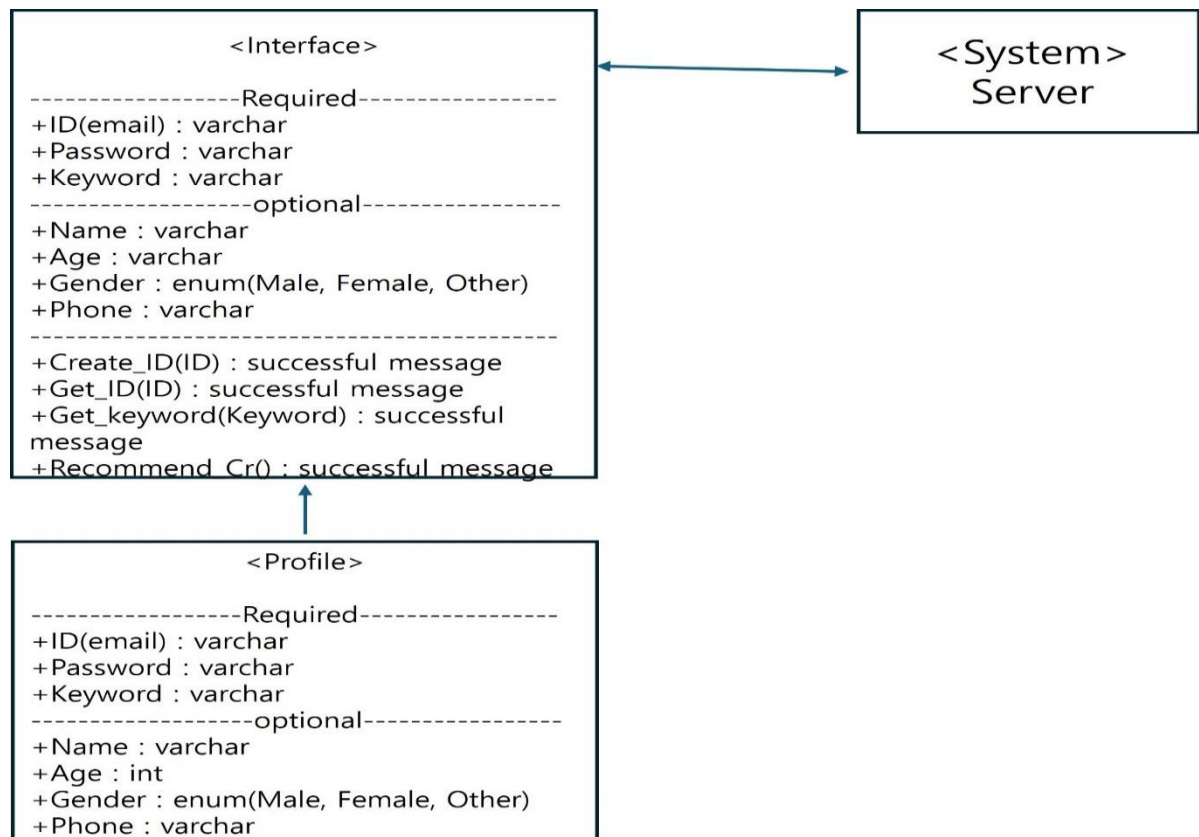 <Interface>
------------------Required-----------------
+ID(email) : varchar
+Password : varchar
+Keyword : varchar
-------------------optional-----------------
+Name : varchar
+Age : varchar
+Gender : enum(Male, Female, Other)
+Phone : varchar
---------------------------------------------
+Create_ID(ID) : successful message
+Get_ID(ID) : successful message
+Get_keyword(Keyword) : successful
message
+Recommend_Cr() : successful message
<System>
Server
<Profile>
------------------Required-----------------
+ID(email) : varchar
+Password : varchar
+Keyword : varchar
-------------------optional-----------------
+Name : varchar
+Age : int
+Gender : enum(Male, Female, Other)
+Phone : varchar